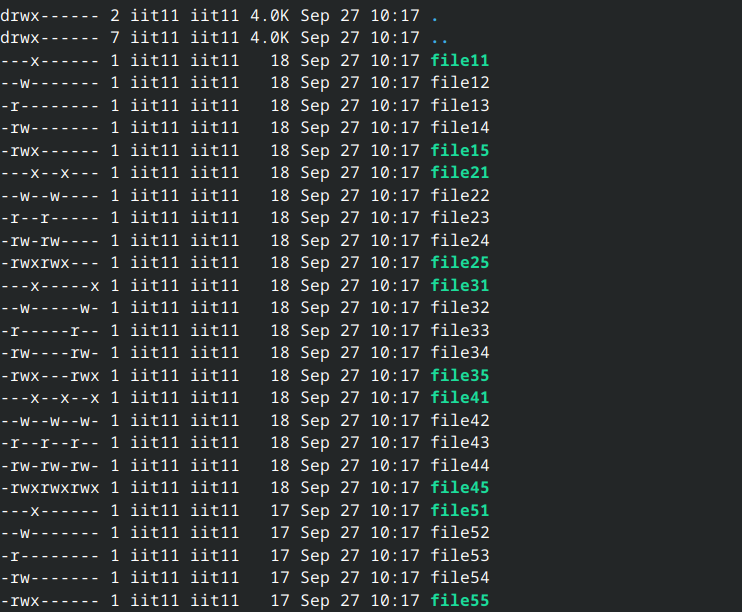 drwx------ 2 iit11 iit11 4.0K Sep 27 10:17 .
drwx------ 7 iit11 iit11 4.0K Sep 27 10:17 ..
---x------ 1 iit11 iit11   18 Sep 27 10:17 file11
--w------- 1 iit11 iit11   18 Sep 27 10:17 file12
-r-------- 1 iit11 iit11   18 Sep 27 10:17 file13
-rw------- 1 iit11 iit11   18 Sep 27 10:17 file14
-rwx------ 1 iit11 iit11   18 Sep 27 10:17 file15
---x--x--- 1 iit11 iit11   18 Sep 27 10:17 file21
--w--w---- 1 iit11 iit11   18 Sep 27 10:17 file22
-r--r----- 1 iit11 iit11   18 Sep 27 10:17 file23
-rw-rw---- 1 iit11 iit11   18 Sep 27 10:17 file24
-rwxrwx--- 1 iit11 iit11   18 Sep 27 10:17 file25
---x-----x 1 iit11 iit11   18 Sep 27 10:17 file31
--w-----w- 1 iit11 iit11   18 Sep 27 10:17 file32
-r-----r-- 1 iit11 iit11   18 Sep 27 10:17 file33
-rw----rw- 1 iit11 iit11   18 Sep 27 10:17 file34
-rwx---rwx 1 iit11 iit11   18 Sep 27 10:17 file35
---x--x--x 1 iit11 iit11   18 Sep 27 10:17 file41
--w--w--w- 1 iit11 iit11   18 Sep 27 10:17 file42
-r--r--r-- 1 iit11 iit11   18 Sep 27 10:17 file43
-rw-rw-rw- 1 iit11 iit11   18 Sep 27 10:17 file44
-rwxrwxrwx 1 iit11 iit11   18 Sep 27 10:17 file45
---x------ 1 iit11 iit11   17 Sep 27 10:17 file51
--w------- 1 iit11 iit11   17 Sep 27 10:17 file52
-r-------- 1 iit11 iit11   17 Sep 27 10:17 file53
-rw------- 1 iit11 iit11   17 Sep 27 10:17 file54
-rwx------ 1 iit11 iit11   17 Sep 27 10:17 file55